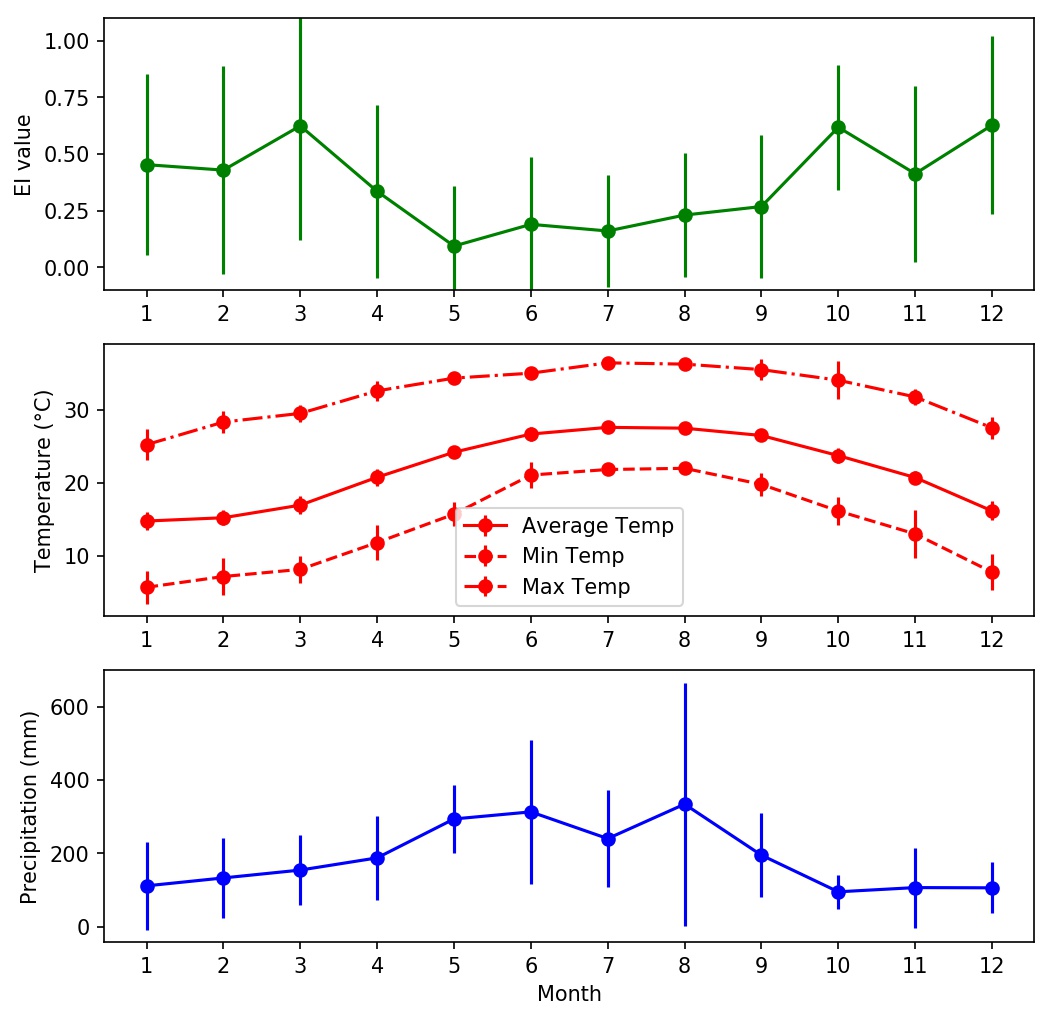 EI value
1.00
0.75
0.50
0.25
0.00
1 2 3 4 5 6 7 8 9 10 11 12
Temperature (°C)
30
20
10
Average Temp
Min Temp
Max Temp
1 2 3 4 5 6 7 8 9 10 11 12
Precipitation (mm)
600
400
200
0
1 2 3 4 5 6 7 8 9 10 11 12
Month